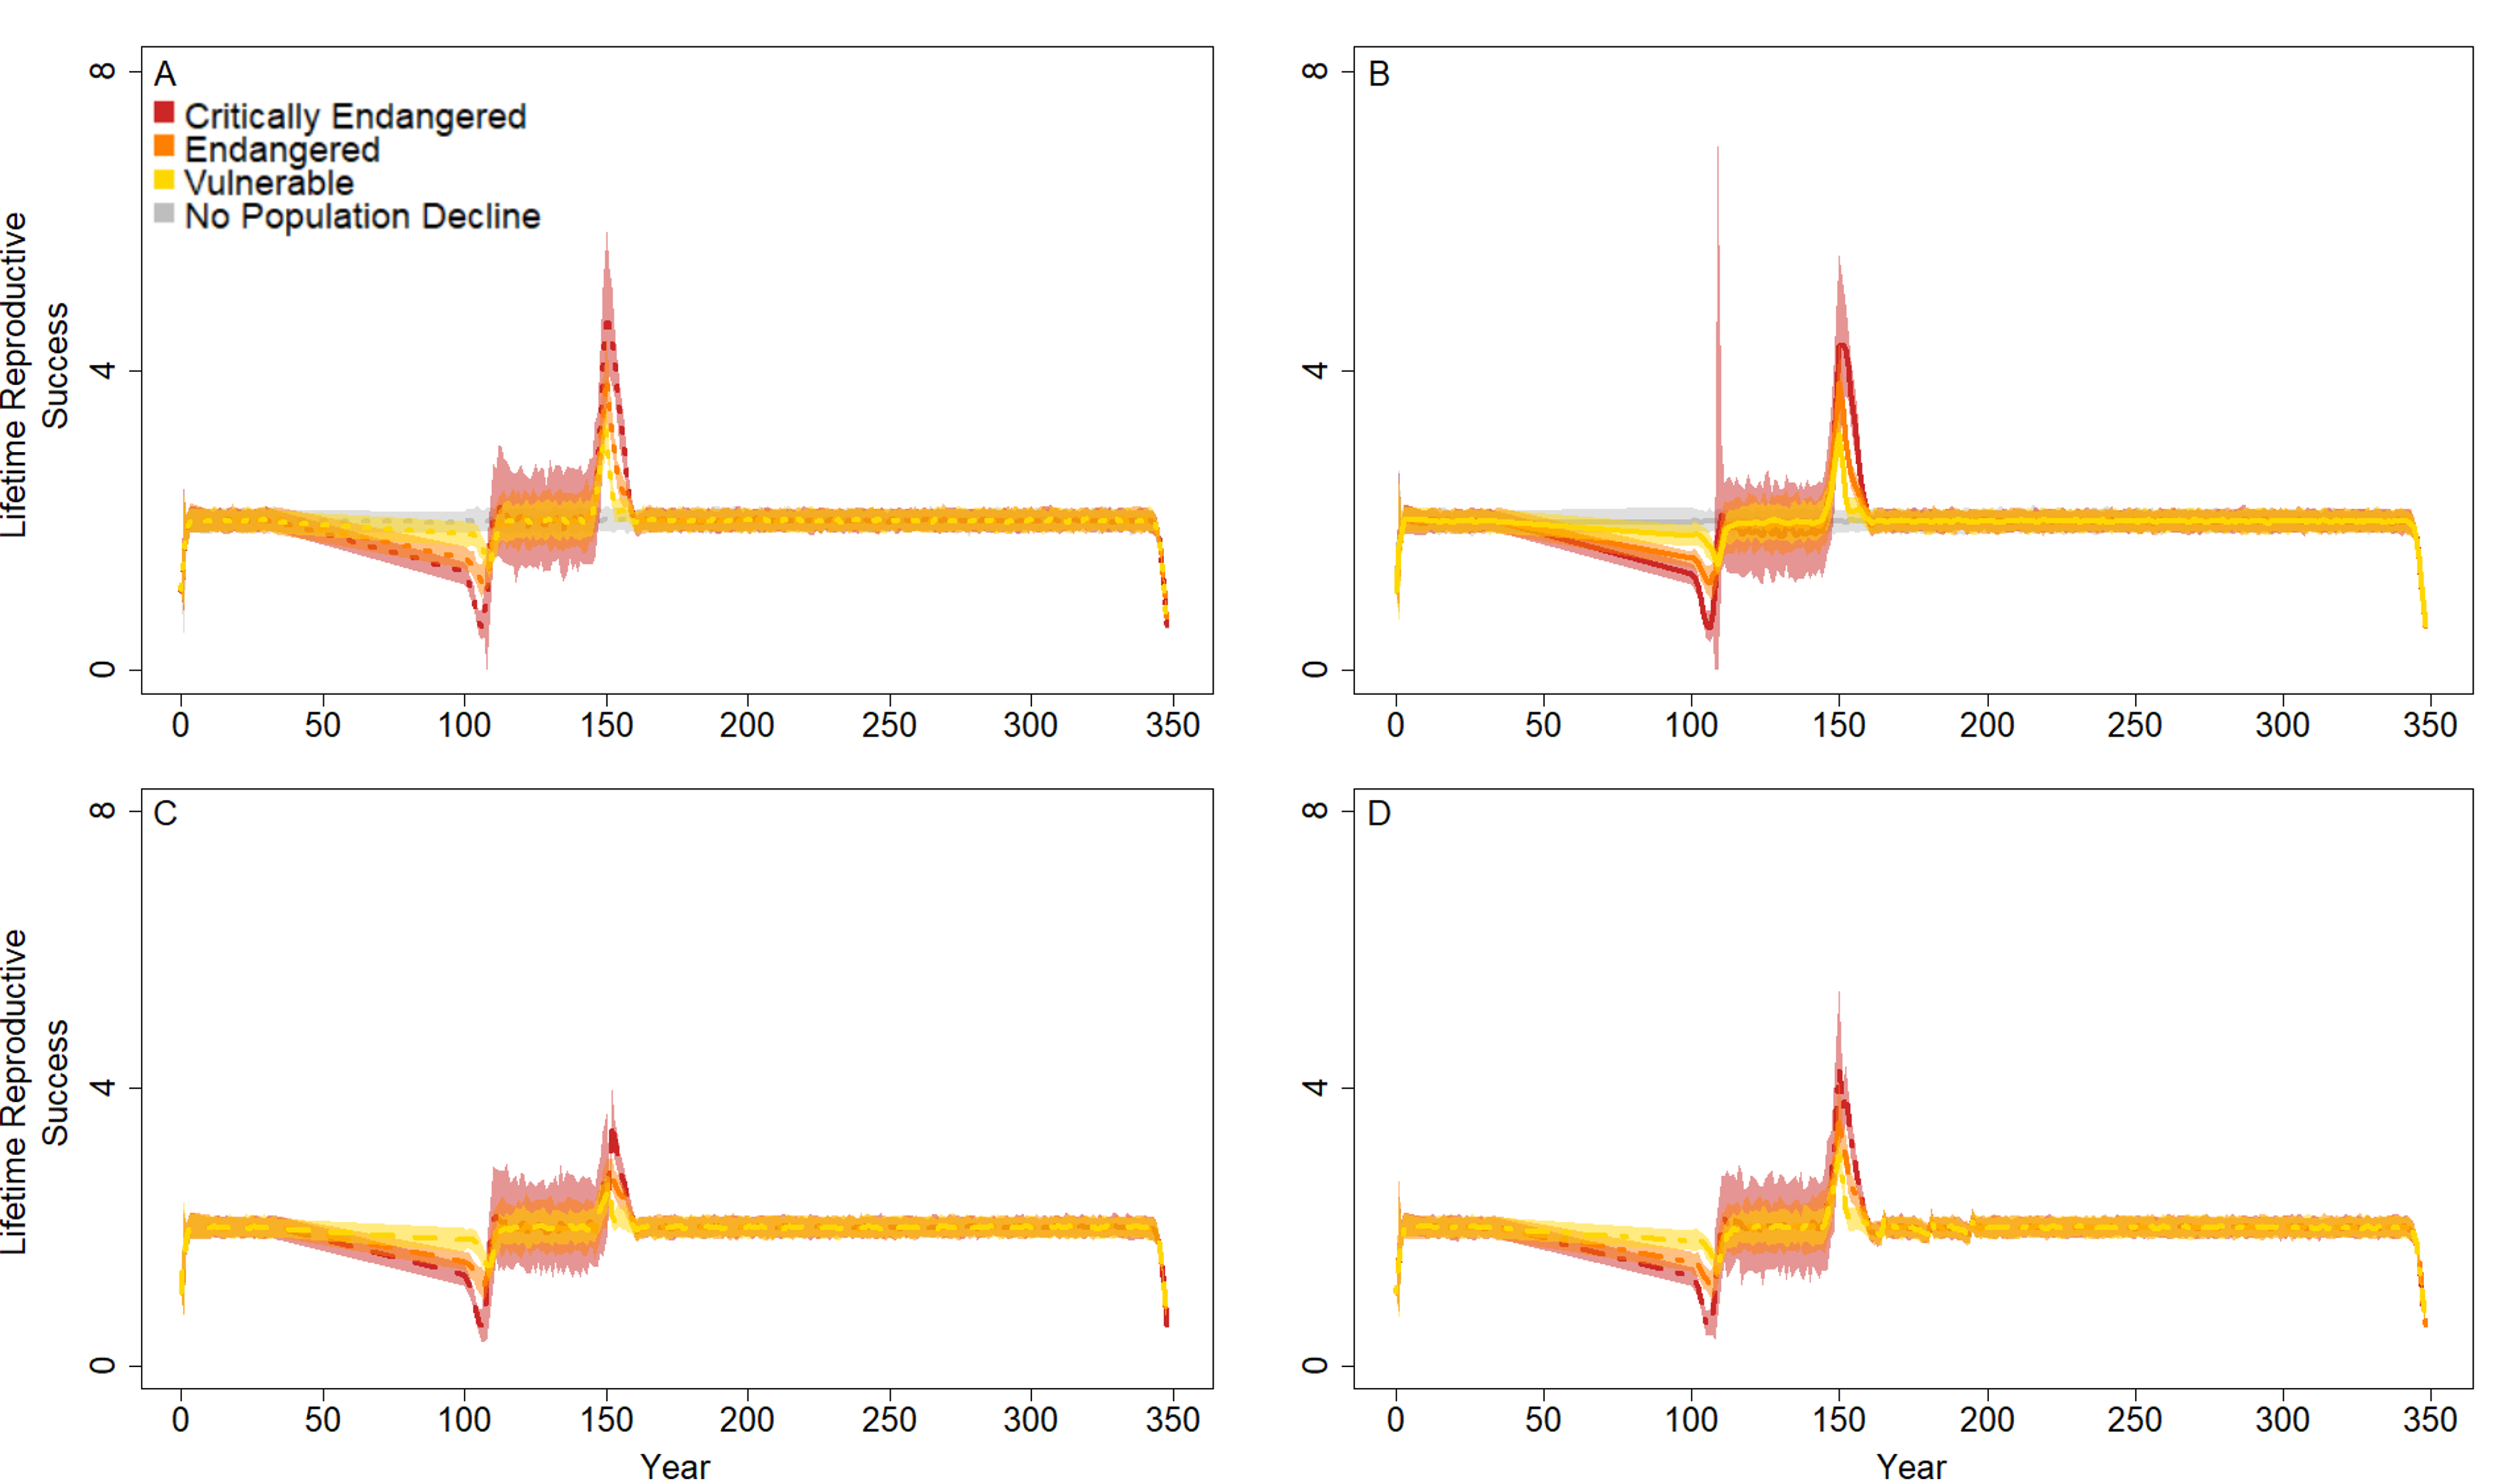 A
Critically Endangered
Endangered
Vulnerable
No Population Decline
Lifetime Reproductive
Success
8
4
0
0 50 100 150 200 250 300 350
B
8
4
0
0 50 100 150 200 250 300 350
C
Lifetime Reproductive
Success
8
4
0
0 50 100 150 200 250 300 350
Year
D
8
4
0
0 50 100 150 200 250 300 350
Year